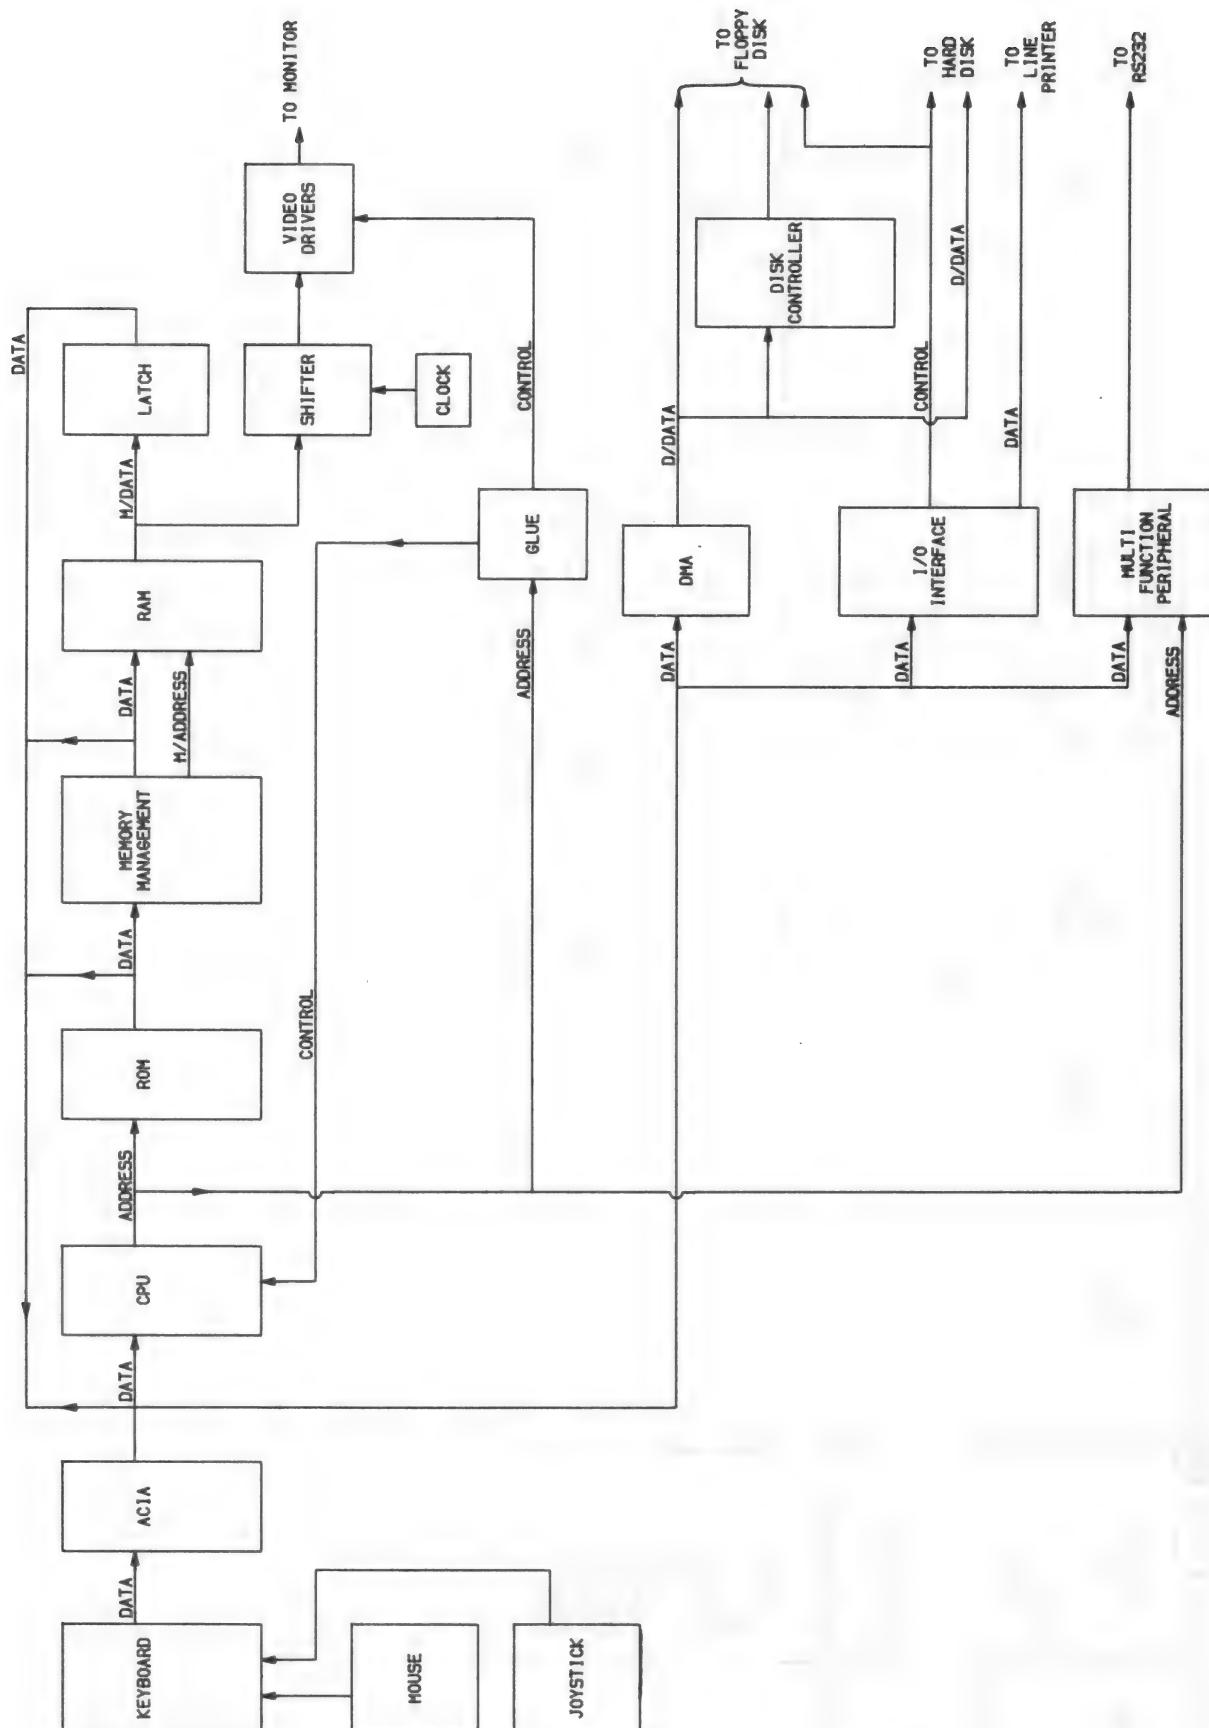 KEYBOARD
DATA
ACIA
DATA
CPU
ADDRESS
ROM
DATA
MEMORY
MANAGEMENT
DATA
M/ADDRESS
RAM
M/DATA
LATCH
DATA
MOUSE
JOYSTICK
CONTROL
SHIFTER
CLOCK
VIDEO
DRIVERS
TO MONITOR
ADDRESS
GLUE
CONTROL
DATA
DMA
D/DATA
DISK
CONTROLLER
TO
FLOPPY
DISK
DATA
I/O
INTERFACE
CONTROL
D/DATA
TO
HARD
DISK
DATA
TO
LINE
PRINTER
DATA
ADDRESS
MULTI
FUNCTION
PERIPHERAL
TO
RS232